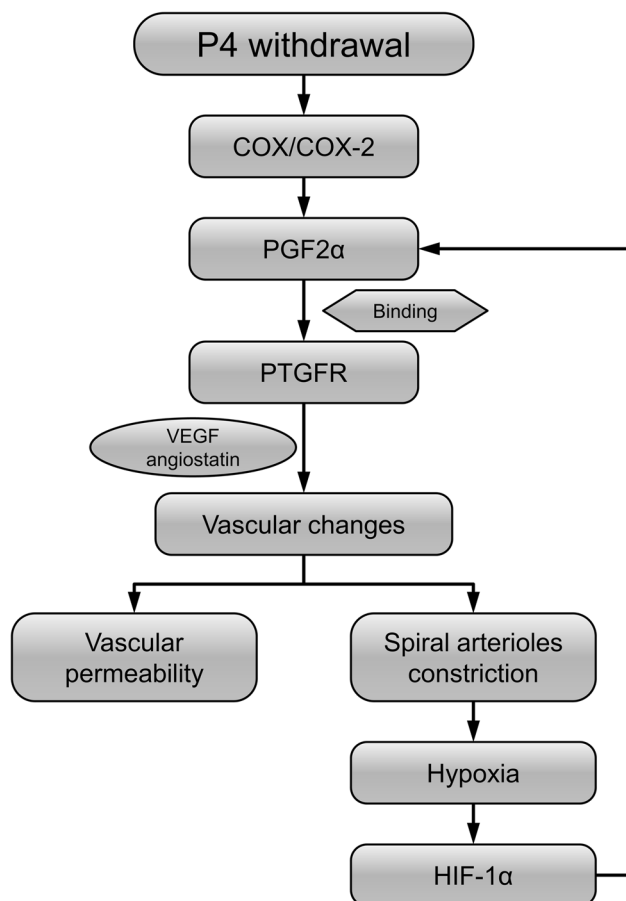 P4 withdrawal
COX/COX-2
PGF2α
Binding
PTGFR
VEGF
angiostatin
Vascular changes
Vascular
permeability
Spiral arterioles
constriction
Hypoxia
HIF-1α